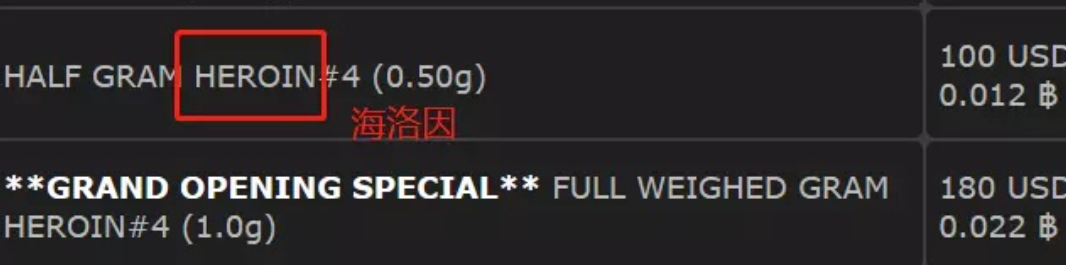 HALF GRAM HEROIN#4 (0.50g)
100 USD
0.012 ฿
海洛因
**GRAND OPENING SPECIAL** FULL WEIGHED GRAM
HEROIN#4 (1.0g)
180 USD
0.022 ฿